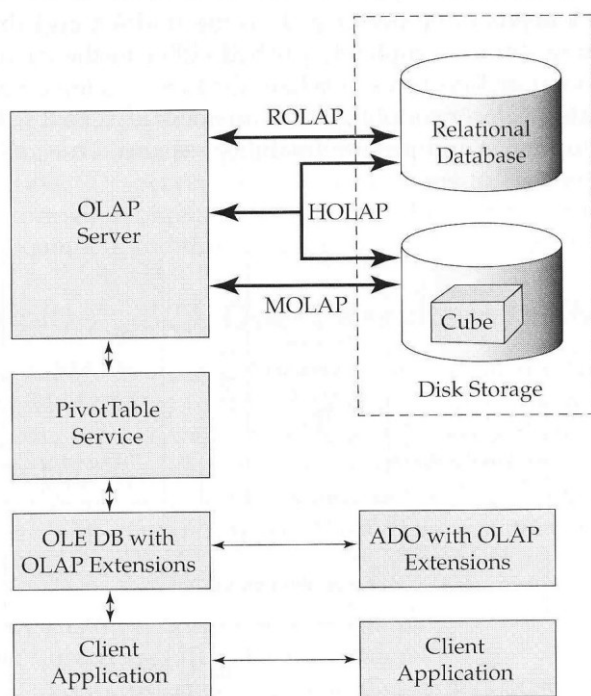 ROLAP
Relational
Database
OLAP
Server
HOLAP
MOLAP
Cube
Disk Storage
PivotTable
Service
OLE DB with
OLAP Extensions
ADO with OLAP
Extensions
Client
Application
Client
Application